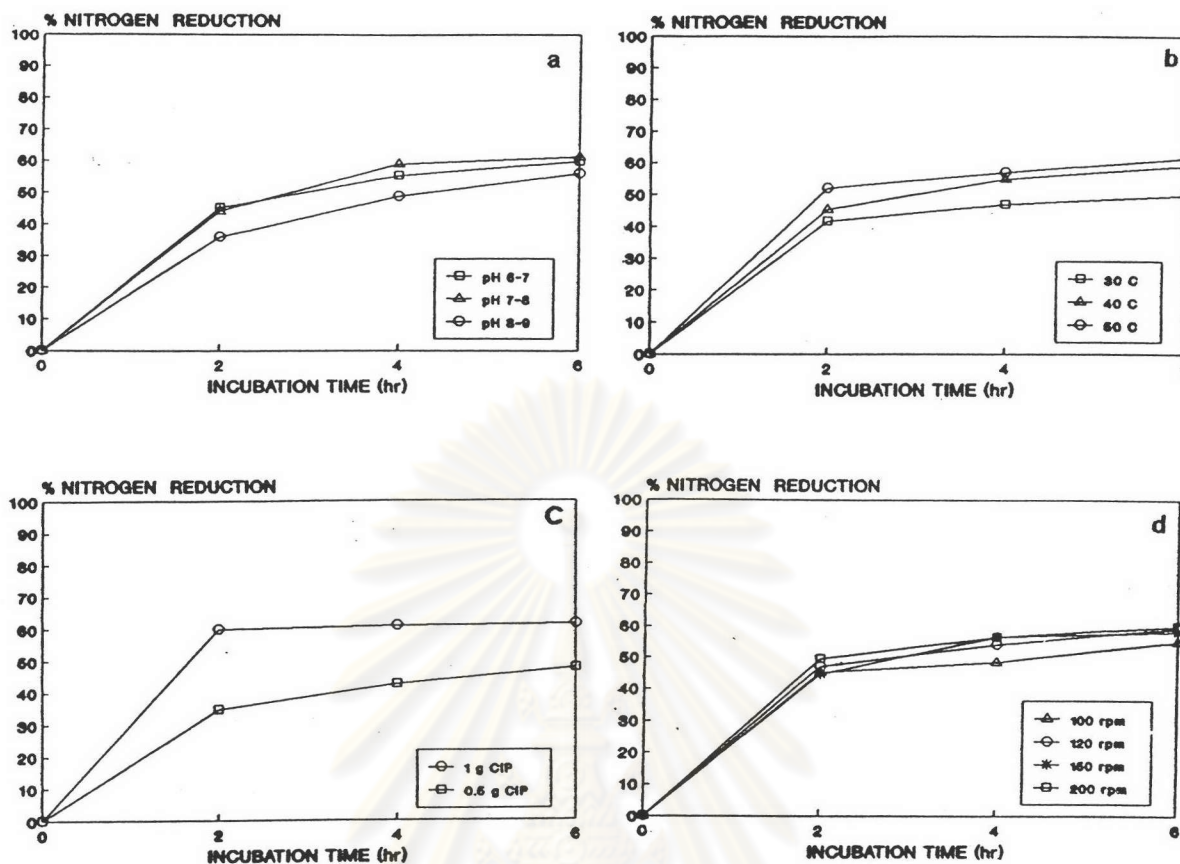 % NITROGEN REDUCTION
a
100
90
80
70
60
50
40
30
20
10
0
0 2 4 6
INCUBATION TIME (hr)
pH 6-7
pH 7-8
pH 8-9
% NITROGEN REDUCTION
b
100
90
80
70
60
50
40
30
20
10
0
0 2 4
INCUBATION TIME (hr)
30 C
40 C
50 C
% NITROGEN REDUCTION
C
100
90
80
70
60
50
40
30
20
10
0
0 2 4 6
INCUBATION TIME (hr)
1 g CIP
0.5 g CIP
% NITROGEN REDUCTION
d
100
90
80
70
60
50
40
30
20
10
0
0 2 4 6
INCUBATION TIME (hr)
100 rpm
120 rpm
150 rpm
200 rpm